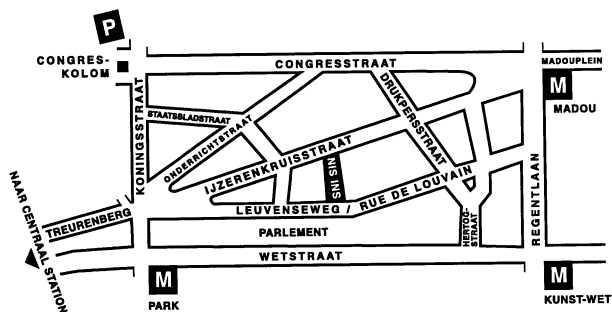 P
CONGRES-
KOLOM
CONGRESSTRAAT
MADOUPLEIN
M
MADOU
KONINGSSTRAAT
STAATSBLADSTRAAT
ONDERRICHTSTRAAT
DRUKPERSSTRAAT
IJZERENKRUISSTRAAT
NIS INS
LEUVENSEWEG / RUE DE LOUVAIN
REGENTLAAN
HERTOG-
STRAAT
TREURENBERG
NAAR CENTRAAL STATION
PARLEMENT
WETSTRAAT
M
PARK
M
KUNST-WET